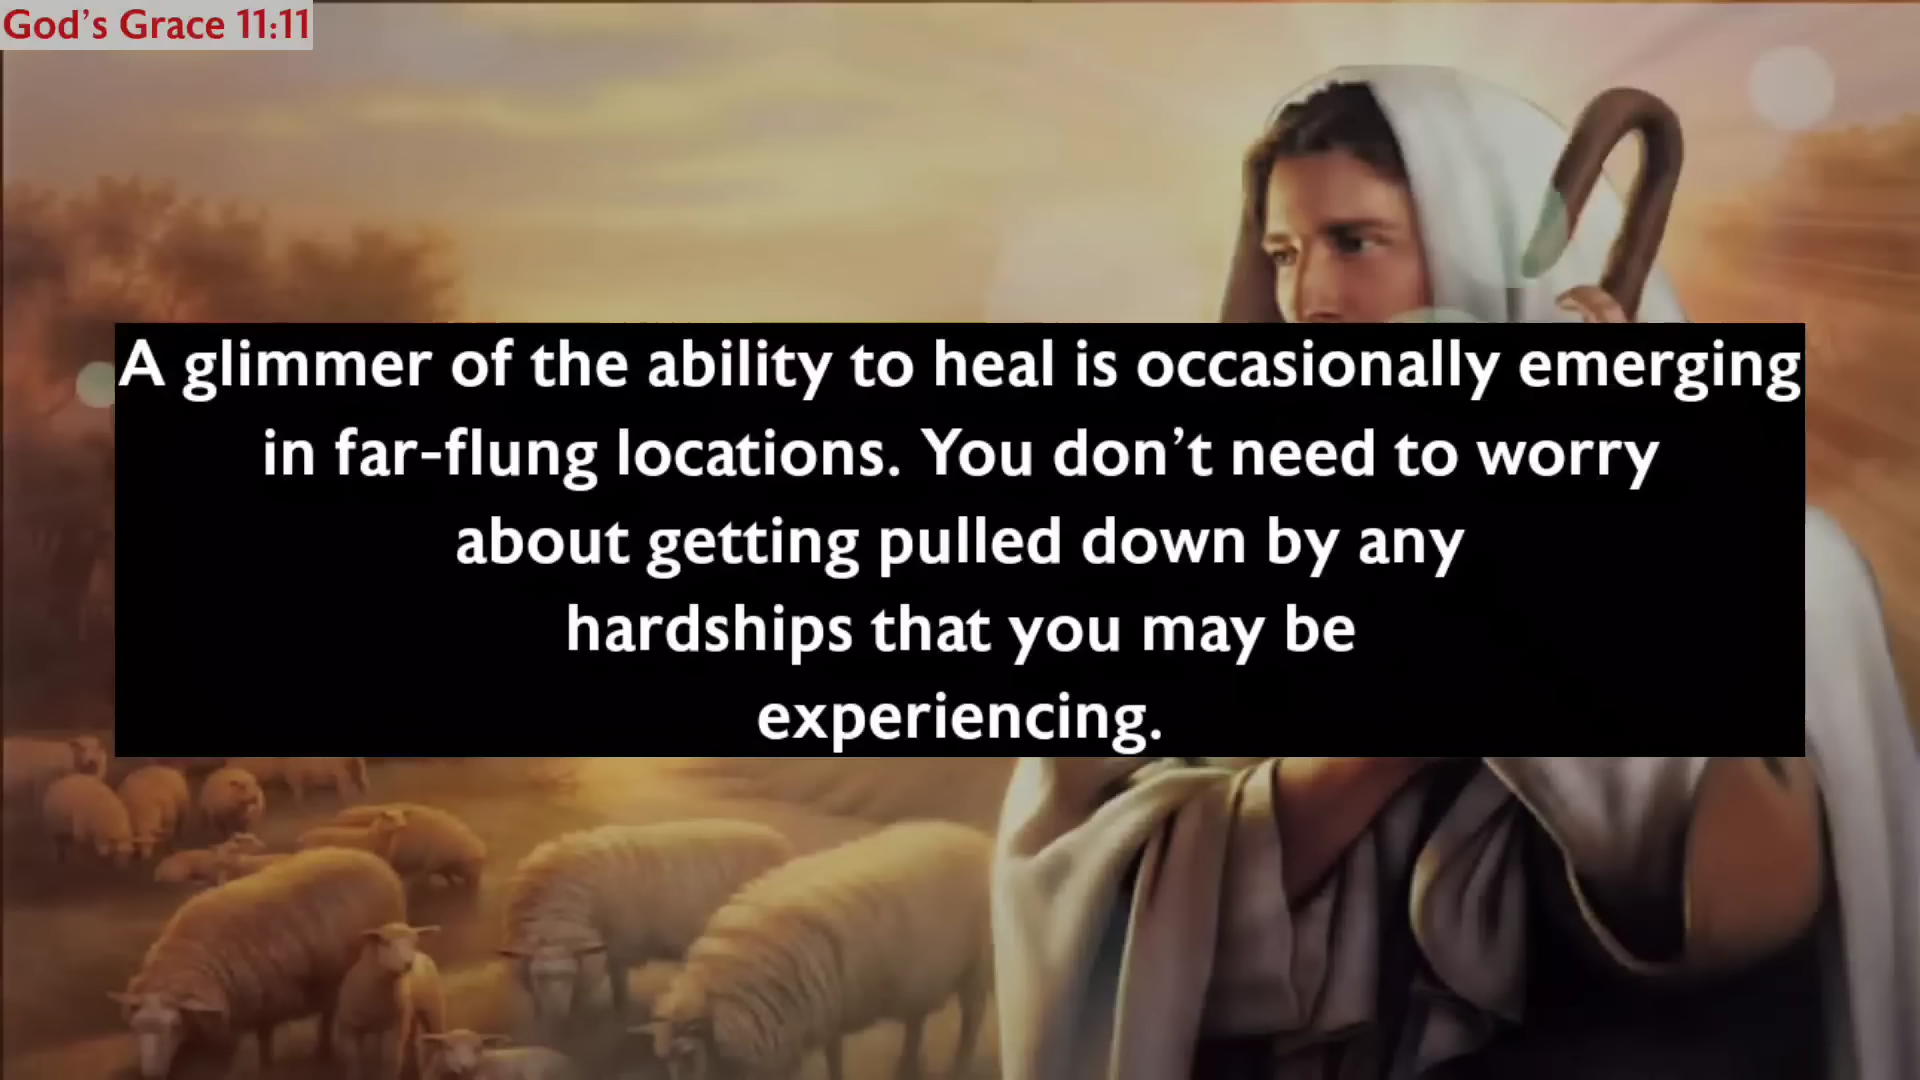 God’s Grace 11:11
A glimmer of the ability to heal is occasionally emerging
in far-flung locations. You don’t need to worry
about getting pulled down by any
hardships that you may be
experiencing.